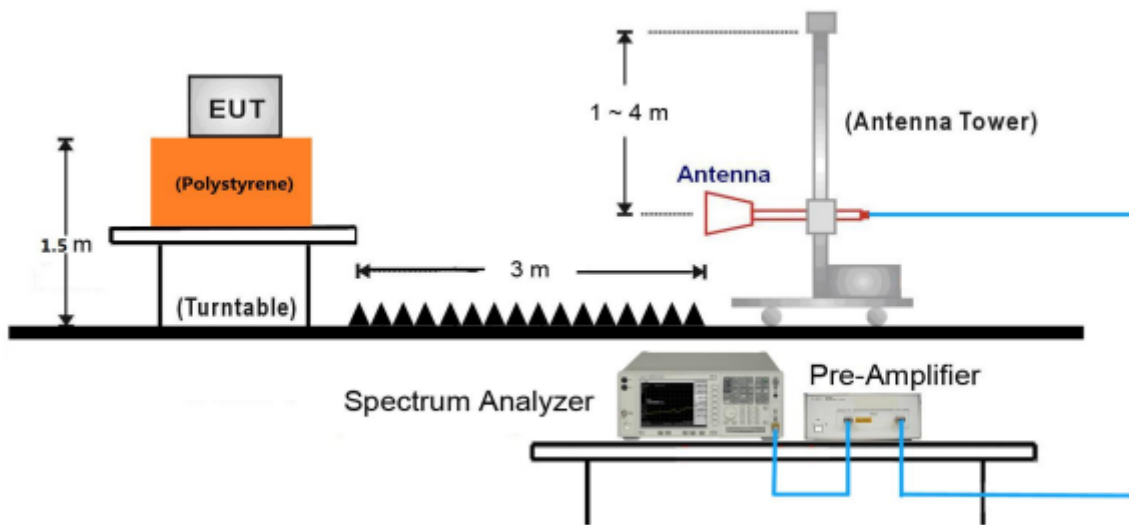 EUT
(Polystyrene)
1.5 m
(Turntable)
3 m
1 ~ 4 m
Antenna
(Antenna Tower)
Spectrum Analyzer
Pre-Amplifier